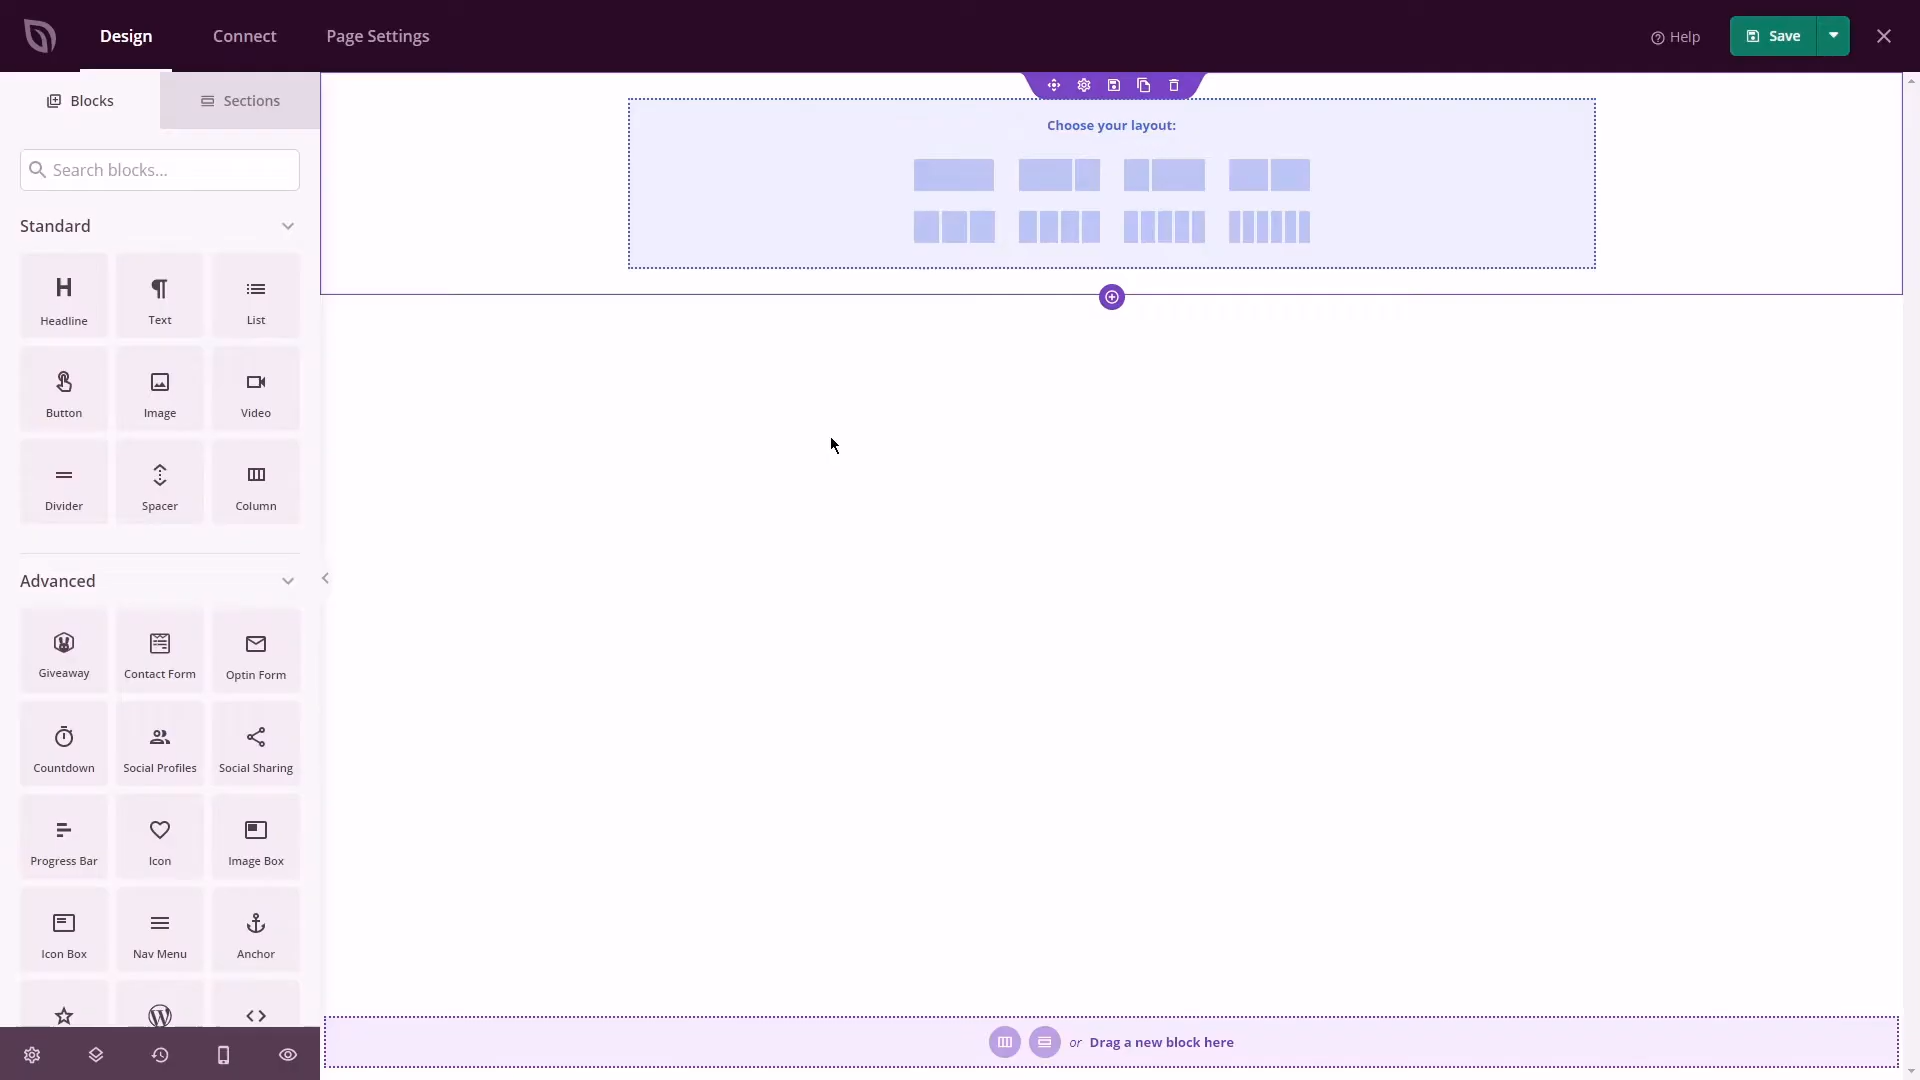 Design Connect Page Settings Help Save
Blocks Sections
Search blocks...
Standard
Headline Text List
Button Image Video
Divider Spacer Column
Advanced
Giveaway Contact Form Optin Form
Countdown Social Profiles Social Sharing
Progress Bar Icon Image Box
Icon Box Nav Menu Anchor
Choose your layout:
or Drag a new block here